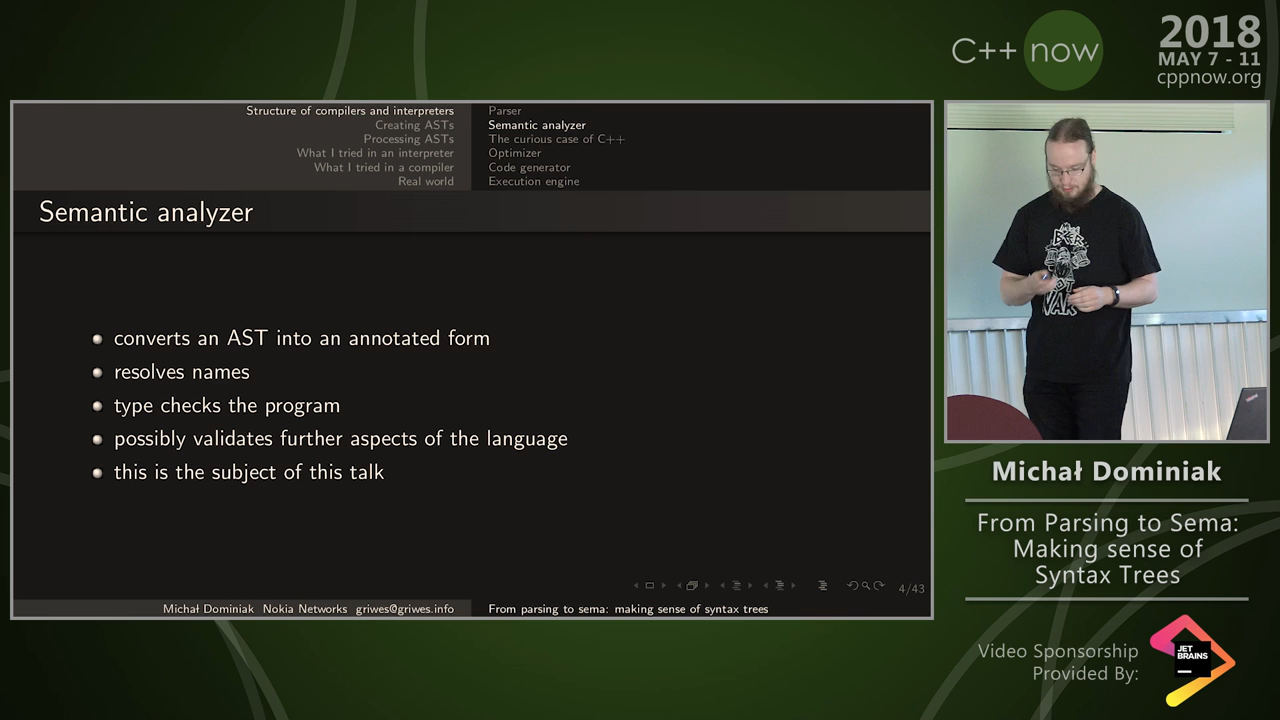 C++ now
2018
MAY 7 - 11
cppnow.org
Structure of compilers and interpreters
Creating ASTs
Processing ASTs
What I tried in an interpreter
What I tried in a compiler
Real world
Parser
Semantic analyzer
The curious case of C++
Optimizer
Code generator
Execution engine
Semantic analyzer
converts an AST into an annotated form
resolves names
type checks the program
possibly validates further aspects of the language
this is the subject of this talk
4/43
Michał Dominiak Nokia Networks griwes@griwes.info
From parsing to sema: making sense of syntax trees
NOT
WAR
Michał Dominiak
From Parsing to Sema:
Making sense of
Syntax Trees
Video Sponsorship
Provided By:
JET
BRAINS